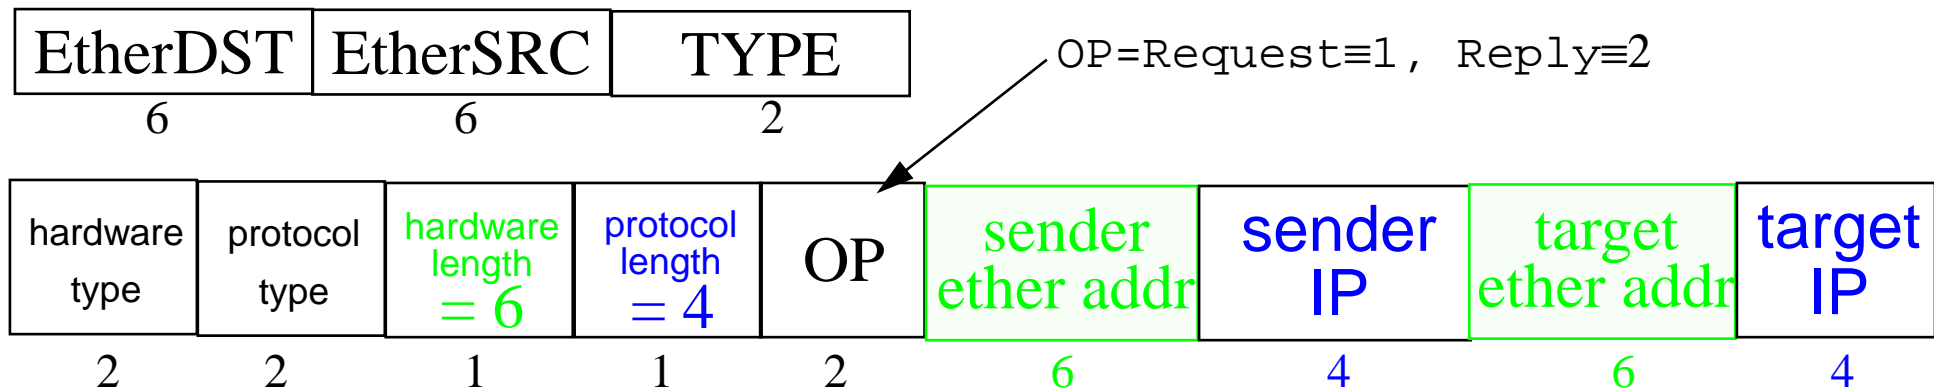 EtherDST EtherSRC TYPE
OP=Request≡1, Reply≡2
6 6 2
hardware type
protocol type
hardware length = 6
protocol length = 4
OP
sender ether addr
sender IP
target ether addr
target IP
2 2 1 1 2 6 4 6 4